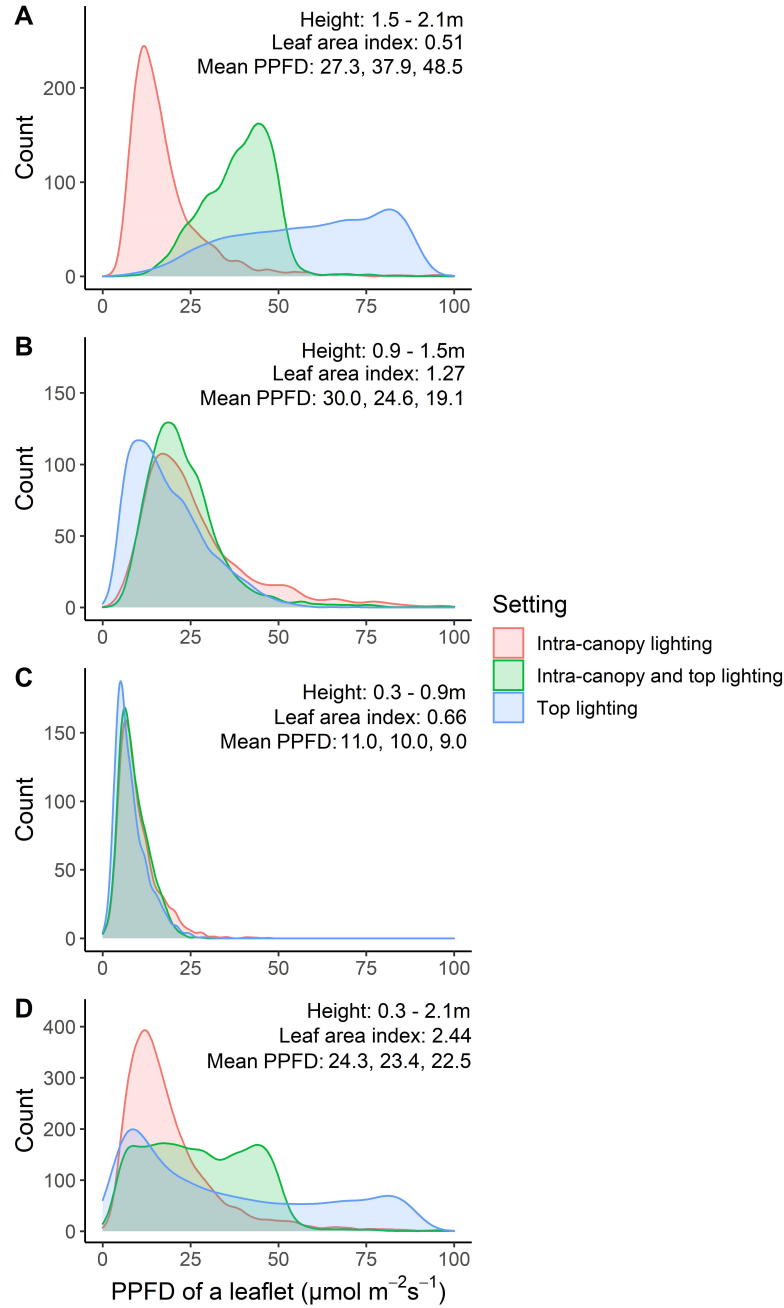 A
Height: 1.5 - 2.1m
Leaf area index: 0.51
Mean PPFD: 27.3, 37.9, 48.5
Count
200
100
0
0 25 50 75 100
B
Height: 0.9 - 1.5m
Leaf area index: 1.27
Mean PPFD: 30.0, 24.6, 19.1
Count
150
100
50
0
0 25 50 75 100
Setting
Intra-canopy lighting
Intra-canopy and top lighting
Top lighting
C
Height: 0.3 - 0.9m
Leaf area index: 0.66
Mean PPFD: 11.0, 10.0, 9.0
Count
150
100
50
0
0 25 50 75 100
D
Height: 0.3 - 2.1m
Leaf area index: 2.44
Mean PPFD: 24.3, 23.4, 22.5
Count
400
300
200
100
0
0 25 50 75 100
PPFD of a leaflet (μmol m⁻²s⁻¹)